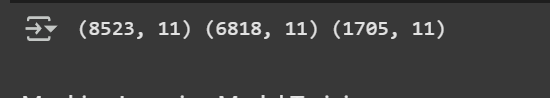 (8523, 11) (6818, 11) (1705, 11)